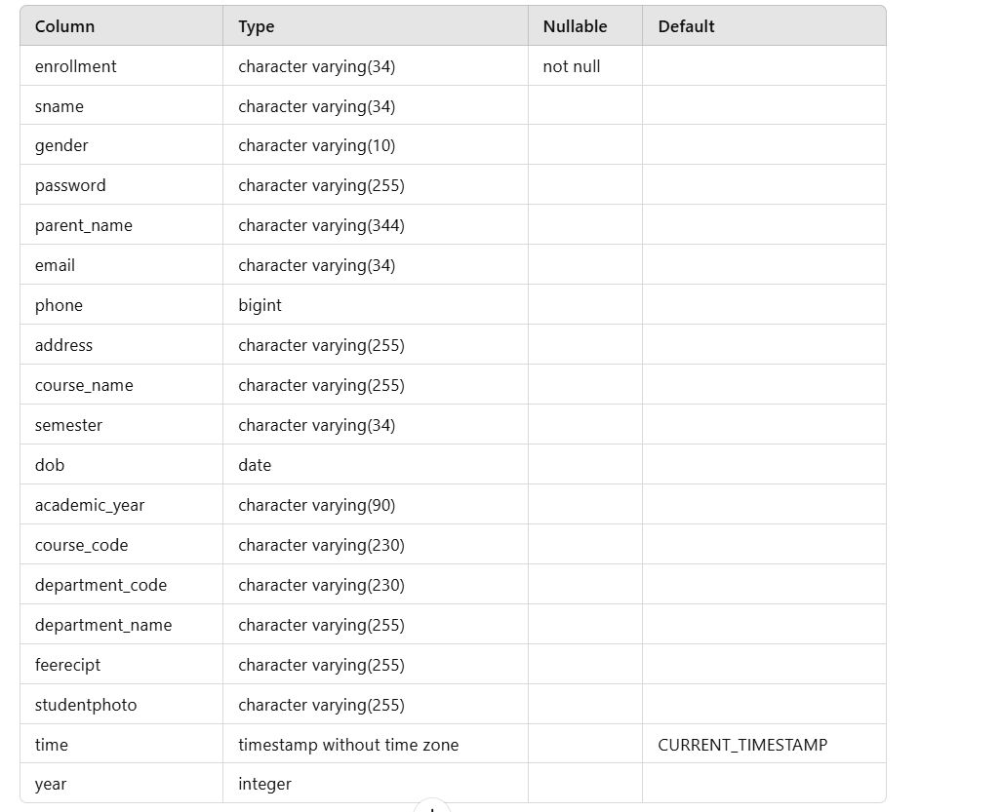 Column Type Nullable Default
enrollment character varying(34) not null
sname character varying(34)
gender character varying(10)
password character varying(255)
parent_name character varying(344)
email character varying(34)
phone bigint
address character varying(255)
course_name character varying(255)
semester character varying(34)
dob date
academic_year character varying(90)
course_code character varying(230)
department_code character varying(230)
department_name character varying(255)
feerecipt character varying(255)
studentphoto character varying(255)
time timestamp without time zone CURRENT_TIMESTAMP
year integer